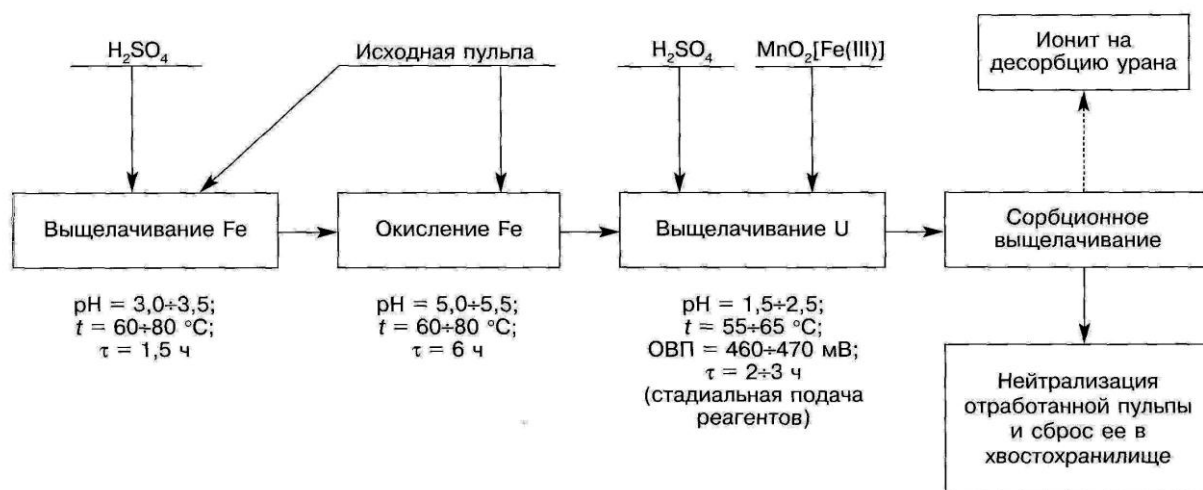 H₂SO₄
Исходная пульпа
H₂SO₄
MnO₂[Fe(III)]
Ионит на
десорбцию урана
Выщелачивание Fe
Окисление Fe
Выщелачивание U
Сорбционное
выщелачивание
pH = 3,0÷3,5;
t = 60÷80 °C;
τ = 1,5 ч
pH = 5,0÷5,5;
t = 60÷80 °C;
τ = 6 ч
pH = 1,5÷2,5;
t = 55÷65 °C;
ОВП = 460÷470 мВ;
τ = 2÷3 ч
(стадиальная подача
реагентов)
Нейтрализация
отработанной пульпы
и сброс ее в
хвостохранилище